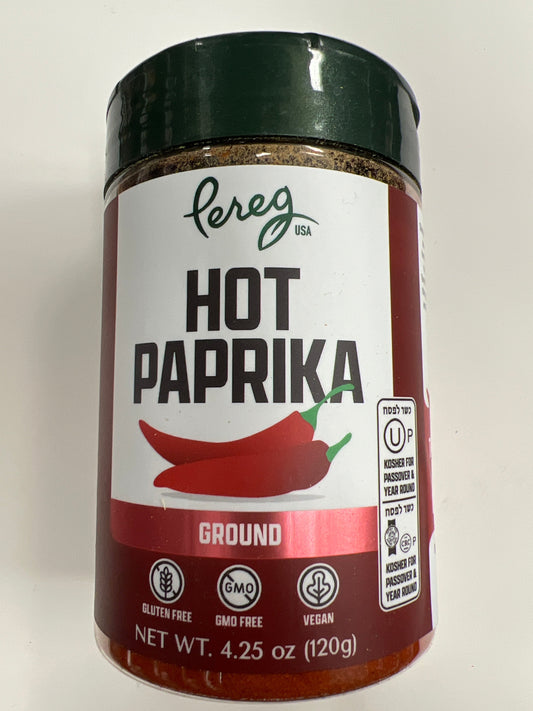 Pereg
USA
HOT
PAPRIKA
GROUND
GLUTEN FREE
GMO
GMO FREE
VEGAN
NET WT. 4.25 oz (120g)
כשר לפסח
U P
KOSHER FOR
PASSOVER &
YEAR ROUND
כשר לפסח
CRC P
KOSHER FOR
PASSOVER &
YEAR ROUND